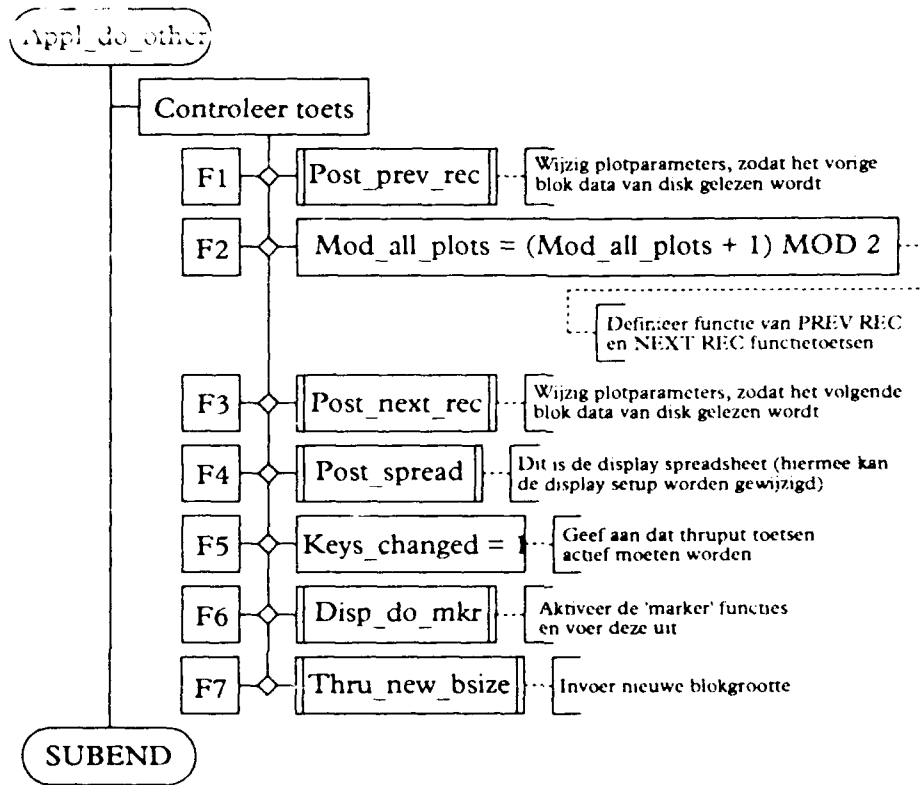 Appl_do_other
Controleer toets
F1
Post_prev_rec
Wijzig plotparameters, zodat het vorige
blok data van disk gelezen wordt
F2
Mod_all_plots = (Mod_all_plots + 1) MOD 2
Definieer functie van PREV REC
en NEXT REC functietoetsen
F3
Post_next_rec
Wijzig plotparameters, zodat het volgende
blok data van disk gelezen wordt
F4
Post_spread
Dit is de display spreadsheet (hiermee kan
de display setup worden gewijzigd)
F5
Keys_changed = 1
Geef aan dat thruput toetsen
actief moeten worden
F6
Disp_do_mkr
Aktiveer de 'marker' functies
en voer deze uit
F7
Thru_new_bsize
Invoer nieuwe blokgrootte
SUBEND